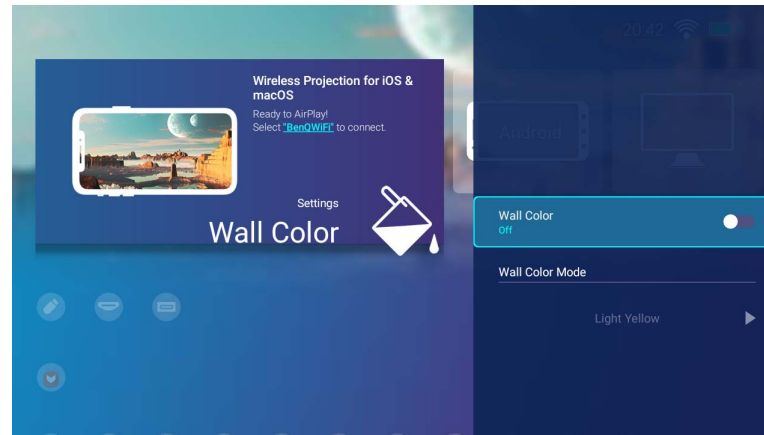 20:42
Wireless Projection for iOS &
macOS
Ready to AirPlay!
Select "BenQWiFi" to connect.
Android
Settings
Wall Color
Wall Color
Off
Wall Color Mode
Light Yellow